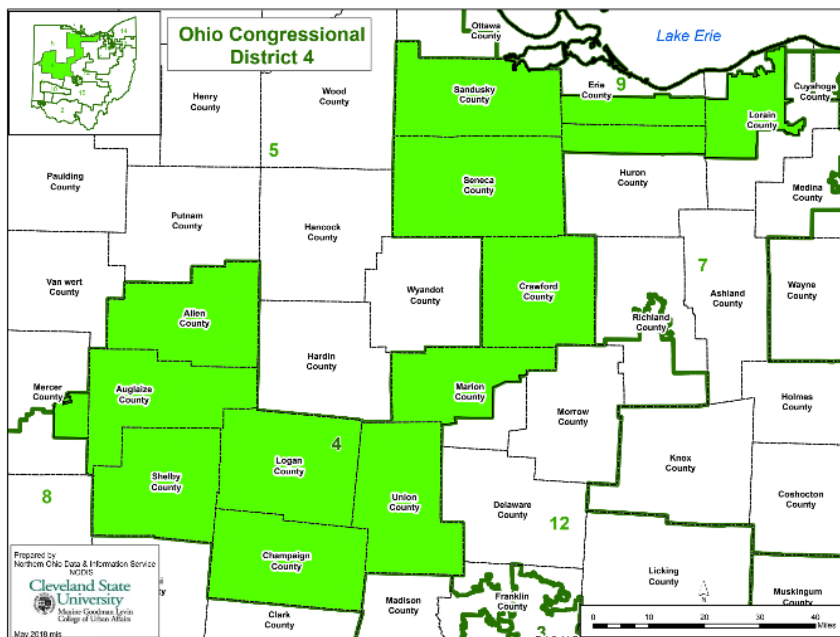 Ohio Congressional
District 4
Ottawa
County
Lake Erie
Henry
County
Wood
County
Sandusky
County
Erie
County
9
Cuyahoga
County
Lorain
County
5
Paulding
County
Seneca
County
Huron
County
Medina
County
Putnam
County
Hancock
County
Van wert
County
Wyandot
County
Crawford
County
7
Ashland
County
Wayne
County
Allen
County
Richland
County
Hardin
County
Mercer
County
Auglaize
County
Marion
County
Morrow
County
Holmes
County
4
Logan
County
Knox
County
Shelby
County
8
Union
County
Delaware
County
12
Coshocton
County
Champaign
County
Licking
County
Muskingum
County
Madison
County
Franklin
County
3
Clark
County
Prepared by
Northern Ohio Data & Information Service
NODIS
Cleveland State
University
Maxine Goodman Levin
College of Urban Affairs
May 2018 mjs
N
0 10 20 30 40
Miles